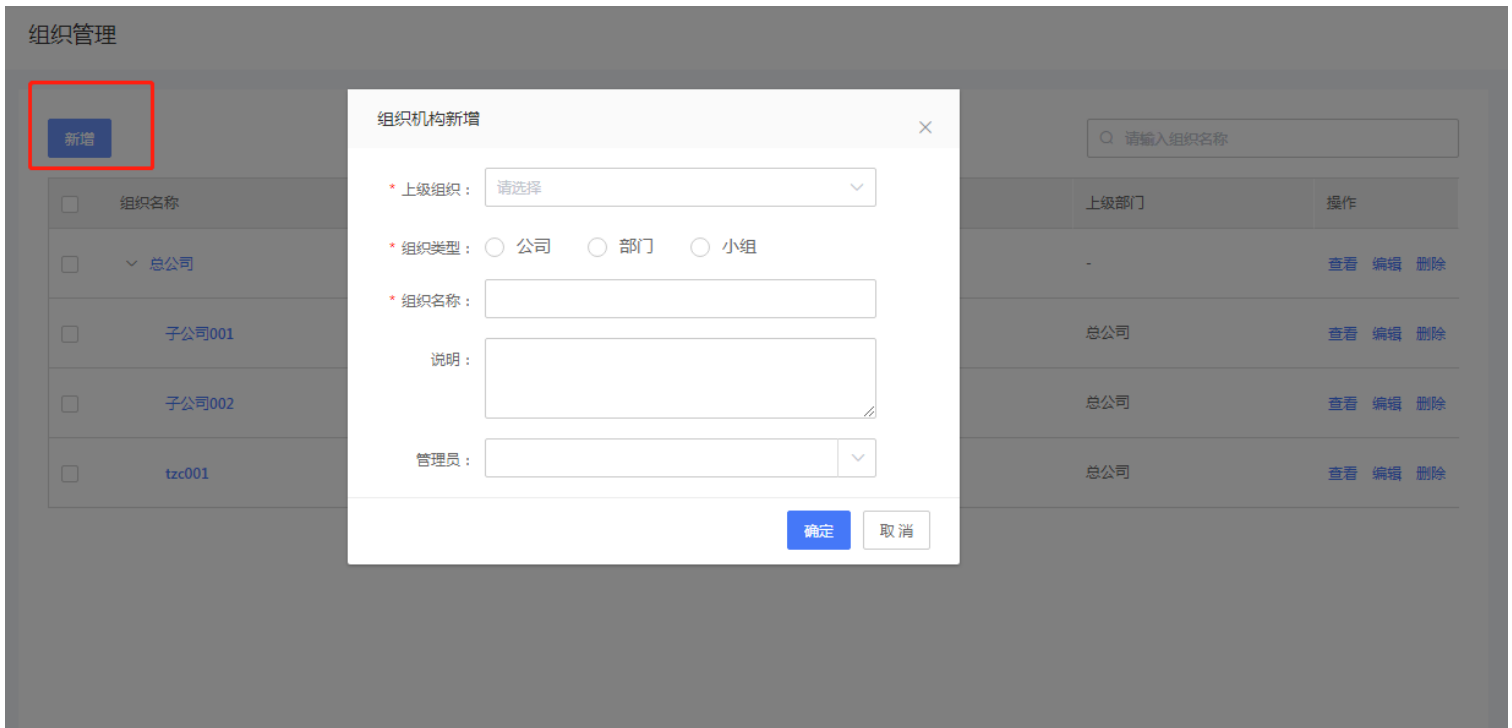 组织管理
新增
请输入组织名称
组织名称 上级部门 操作
总公司 - 查看 编辑 删除
子公司001 总公司 查看 编辑 删除
子公司002 总公司 查看 编辑 删除
tzc001 总公司 查看 编辑 删除
组织机构新增
* 上级组织： 请选择
* 组织类型： 公司 部门 小组
* 组织名称：
说明：
管理员：
确定 取消